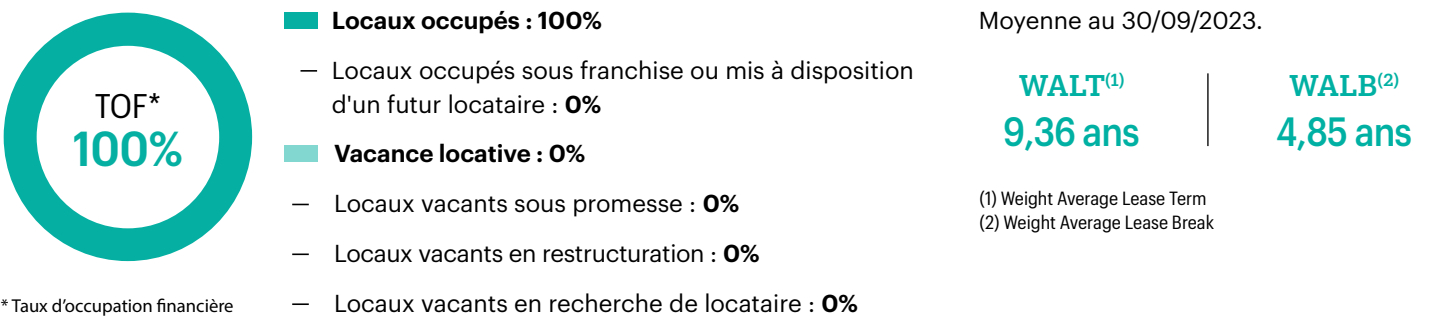 TOF*
100%
* Taux d’occupation financière
Locaux occupés : 100%
— Locaux occupés sous franchise ou mis à disposition
d'un futur locataire : 0%
Vacance locative : 0%
— Locaux vacants sous promesse : 0%
— Locaux vacants en restructuration : 0%
— Locaux vacants en recherche de locataire : 0%
Moyenne au 30/09/2023.
WALT(1)
9,36 ans
WALB(2)
4,85 ans
(1) Weight Average Lease Term
(2) Weight Average Lease Break